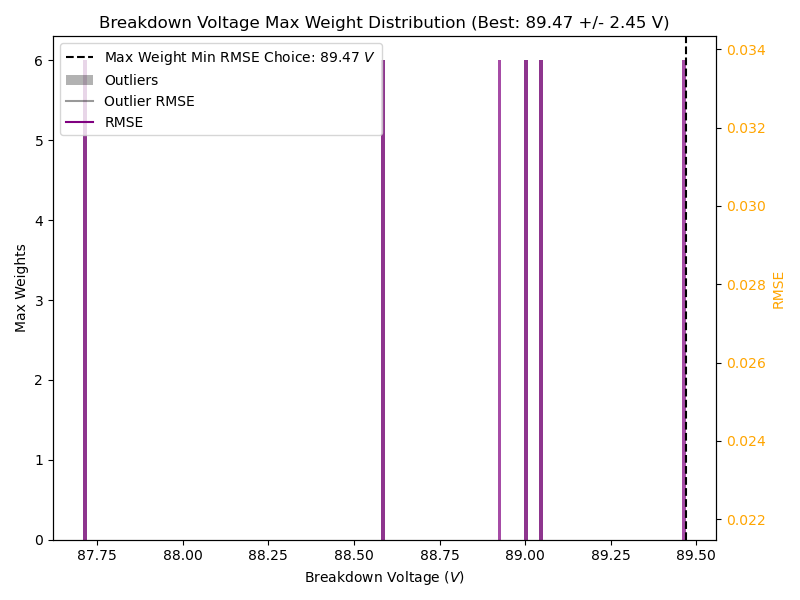 Breakdown Voltage Max Weight Distribution (Best: 89.47 +/- 2.45 V)
Max Weight Min RMSE Choice: 89.47 V
Outliers
Outlier RMSE
RMSE
Max Weights
6
5
4
3
2
1
0
0.034
0.032
0.030
0.028
0.026
0.024
0.022
RMSE
87.75 88.00 88.25 88.50 88.75 89.00 89.25 89.50
Breakdown Voltage (V)